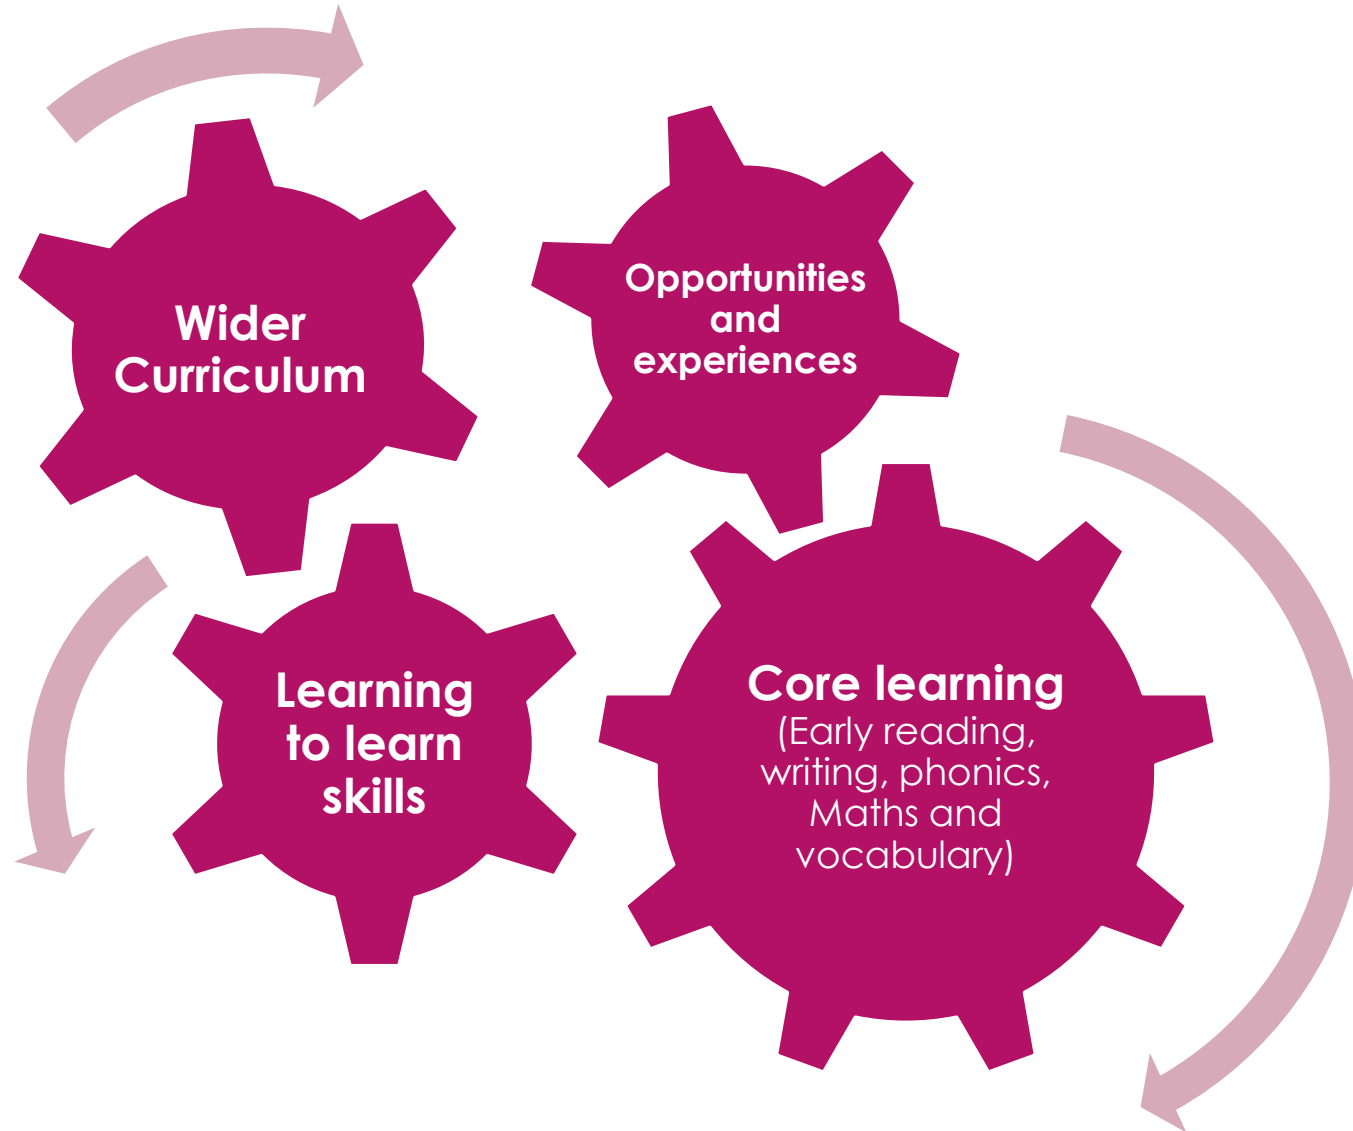 Wider
Curriculum
Opportunities
and
experiences
Learning
to learn
skills
Core learning
(Early reading,
writing, phonics,
Maths and
vocabulary)